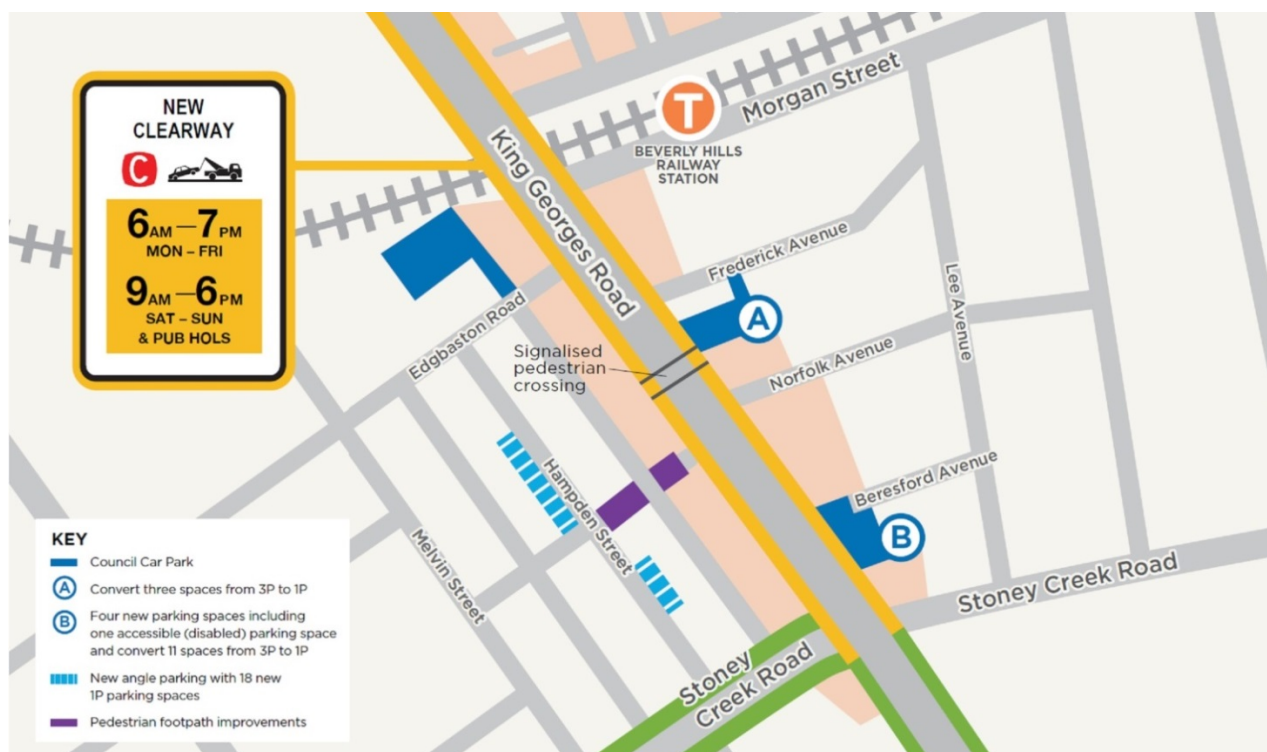 NEW
CLEARWAY
C
6AM—7PM
MON – FRI
9AM—6PM
SAT – SUN
& PUB HOLS
T
BEVERLY HILLS
RAILWAY
STATION
Morgan Street
King Georges Road
Frederick Avenue
Lee Avenue
A
Edgbaston Road
Signalised
pedestrian
crossing
Norfolk Avenue
Hampden Street
Beresford Avenue
B
Melvin Street
Stoney Creek Road
Stoney
Creek Road
KEY
Council Car Park
A
Convert three spaces from 3P to 1P
B
Four new parking spaces including
one accessible (disabled) parking space
and convert 11 spaces from 3P to 1P
New angle parking with 18 new
1P parking spaces
Pedestrian footpath improvements